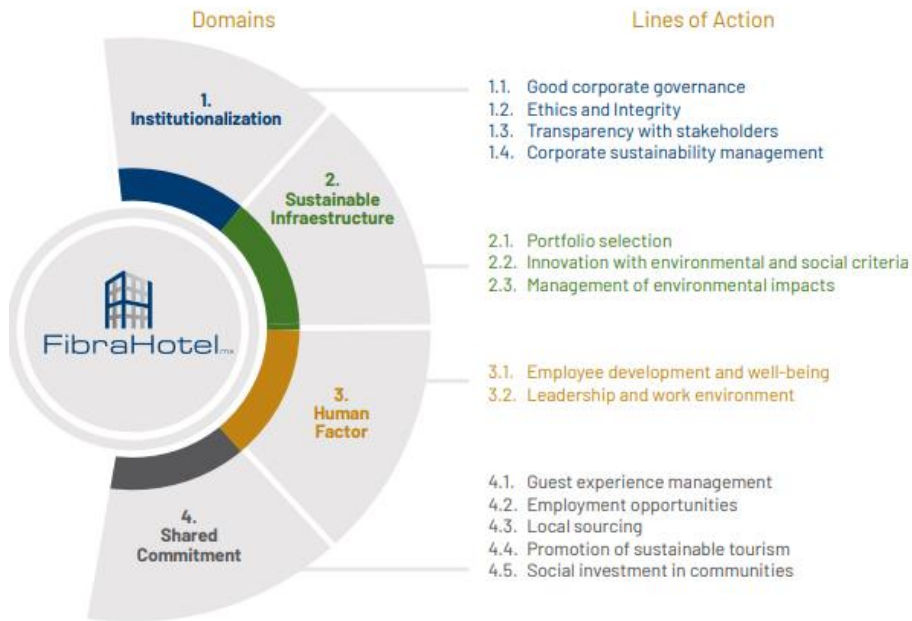 Domains
Lines of Action
1.
Institutionalization
1.1. Good corporate governance
1.2. Ethics and Integrity
1.3. Transparency with stakeholders
1.4. Corporate sustainability management
2.
Sustainable
Infraestructure
2.1. Portfolio selection
2.2. Innovation with environmental and social criteria
2.3. Management of environmental impacts
FibraHotel.mx
3.
Human
Factor
3.1. Employee development and well-being
3.2. Leadership and work environment
4.
Shared
Commitment
4.1. Guest experience management
4.2. Employment opportunities
4.3. Local sourcing
4.4. Promotion of sustainable tourism
4.5. Social investment in communities